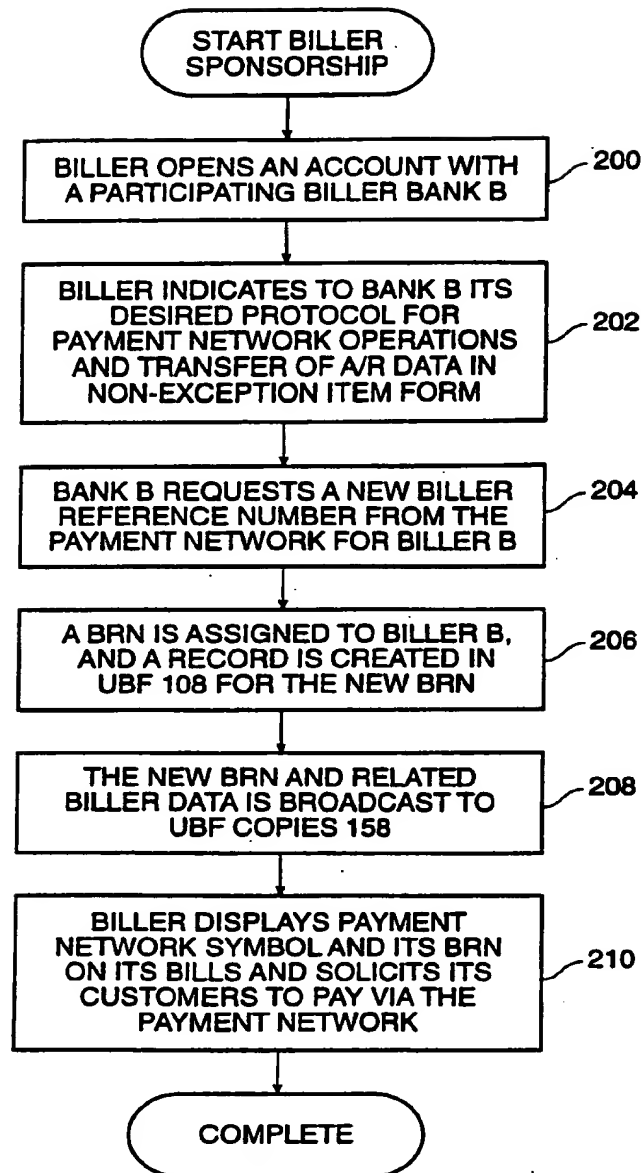 START BILLER
SPONSORSHIP
BILLER OPENS AN ACCOUNT WITH
A PARTICIPATING BILLER BANK B
200
BILLER INDICATES TO BANK B ITS
DESIRED PROTOCOL FOR
PAYMENT NETWORK OPERATIONS
AND TRANSFER OF A/R DATA IN
NON-EXCEPTION ITEM FORM
202
BANK B REQUESTS A NEW BILLER
REFERENCE NUMBER FROM THE
PAYMENT NETWORK FOR BILLER B
204
A BRN IS ASSIGNED TO BILLER B,
AND A RECORD IS CREATED IN
UBF 108 FOR THE NEW BRN
206
THE NEW BRN AND RELATED
BILLER DATA IS BROADCAST TO
UBF COPIES 158
208
BILLER DISPLAYS PAYMENT
NETWORK SYMBOL AND ITS BRN
ON ITS BILLS AND SOLICITS ITS
CUSTOMERS TO PAY VIA THE
PAYMENT NETWORK
210
COMPLETE